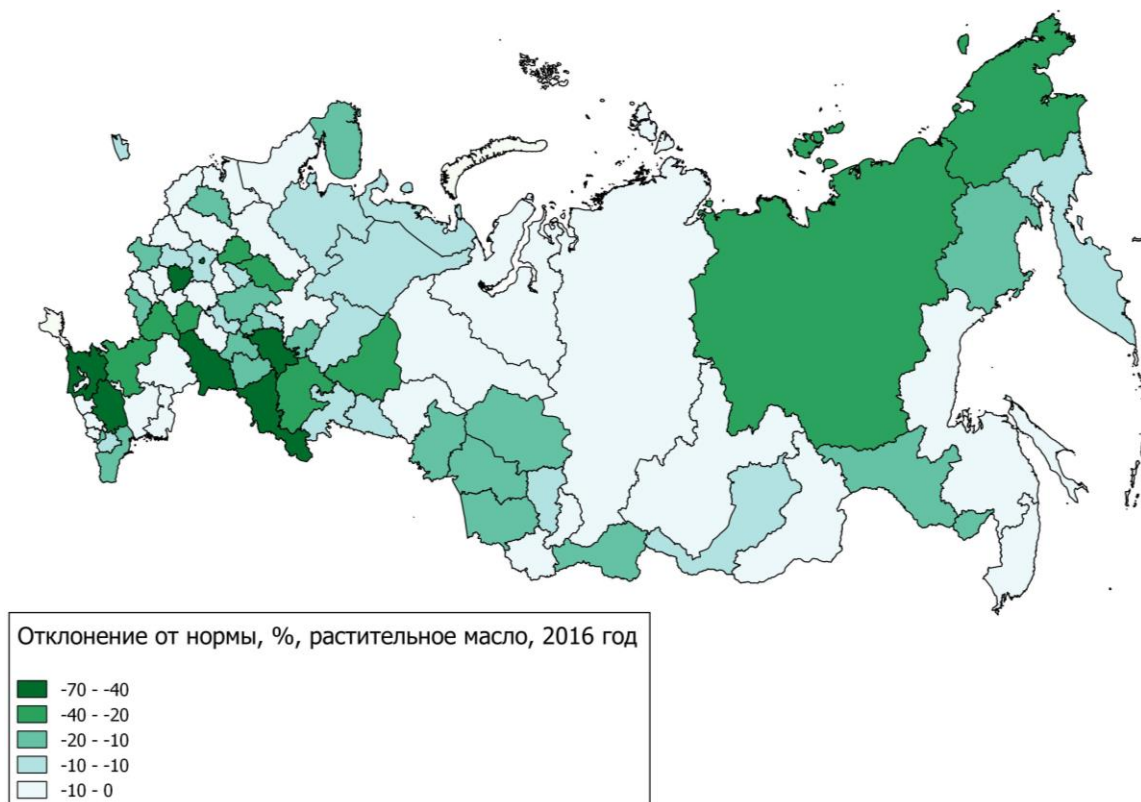 Отклонение от нормы, %, растительное масло, 2016 год
-70 - -40
-40 - -20
-20 - -10
-10 - -10
-10 - 0